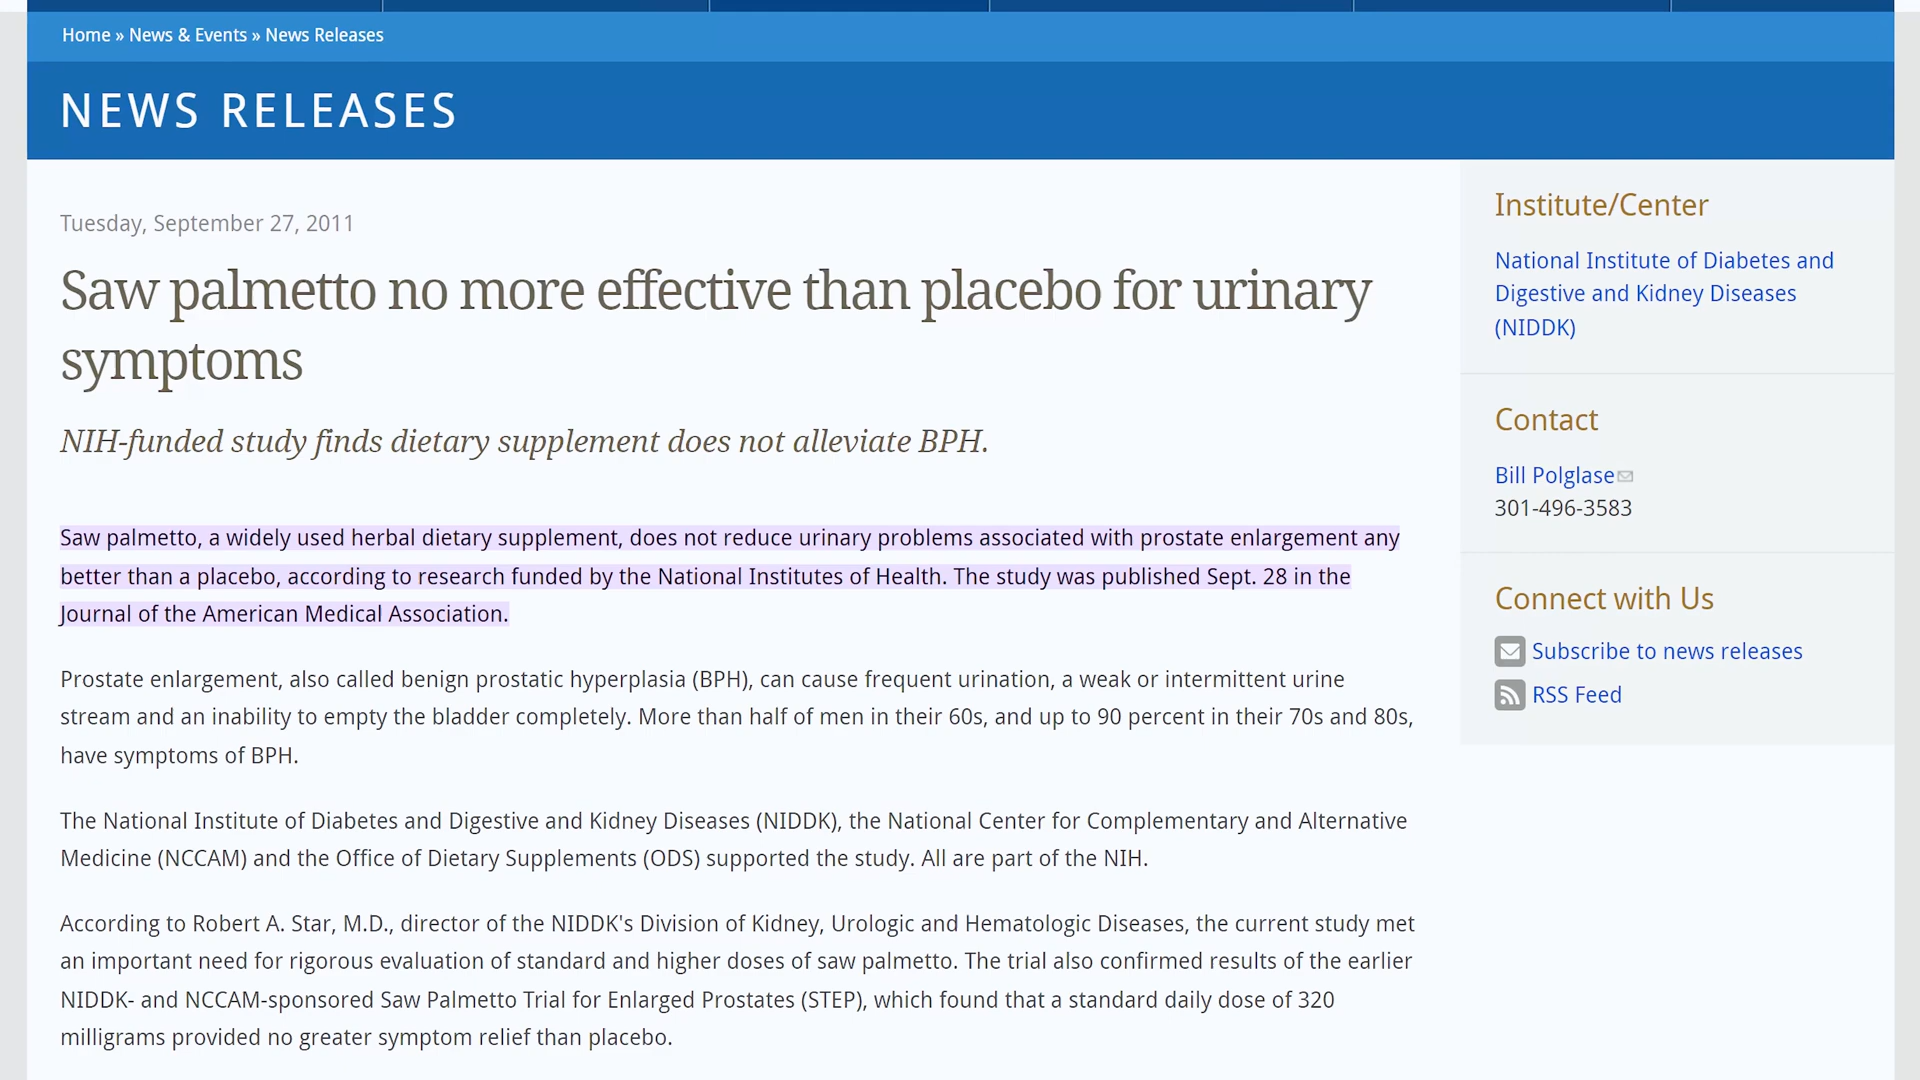 Home » News & Events » News Releases
NEWS RELEASES
Tuesday, September 27, 2011
Saw palmetto no more effective than placebo for urinary
symptoms
NIH-funded study finds dietary supplement does not alleviate BPH.
Saw palmetto, a widely used herbal dietary supplement, does not reduce urinary problems associated with prostate enlargement any
better than a placebo, according to research funded by the National Institutes of Health. The study was published Sept. 28 in the
Journal of the American Medical Association.
Prostate enlargement, also called benign prostatic hyperplasia (BPH), can cause frequent urination, a weak or intermittent urine
stream and an inability to empty the bladder completely. More than half of men in their 60s, and up to 90 percent in their 70s and 80s,
have symptoms of BPH.
The National Institute of Diabetes and Digestive and Kidney Diseases (NIDDK), the National Center for Complementary and Alternative
Medicine (NCCAM) and the Office of Dietary Supplements (ODS) supported the study. All are part of the NIH.
According to Robert A. Star, M.D., director of the NIDDK's Division of Kidney, Urologic and Hematologic Diseases, the current study met
an important need for rigorous evaluation of standard and higher doses of saw palmetto. The trial also confirmed results of the earlier
NIDDK- and NCCAM-sponsored Saw Palmetto Trial for Enlarged Prostates (STEP), which found that a standard daily dose of 320
milligrams provided no greater symptom relief than placebo.
Institute/Center
National Institute of Diabetes and
Digestive and Kidney Diseases
(NIDDK)
Contact
Bill Polglase
301-496-3583
Connect with Us
Subscribe to news releases
RSS Feed